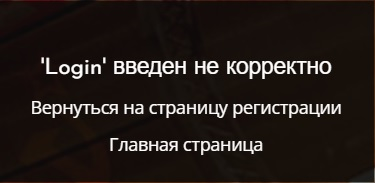 'Login' введен не корректно
Вернуться на страницу регистрации
Главная страница